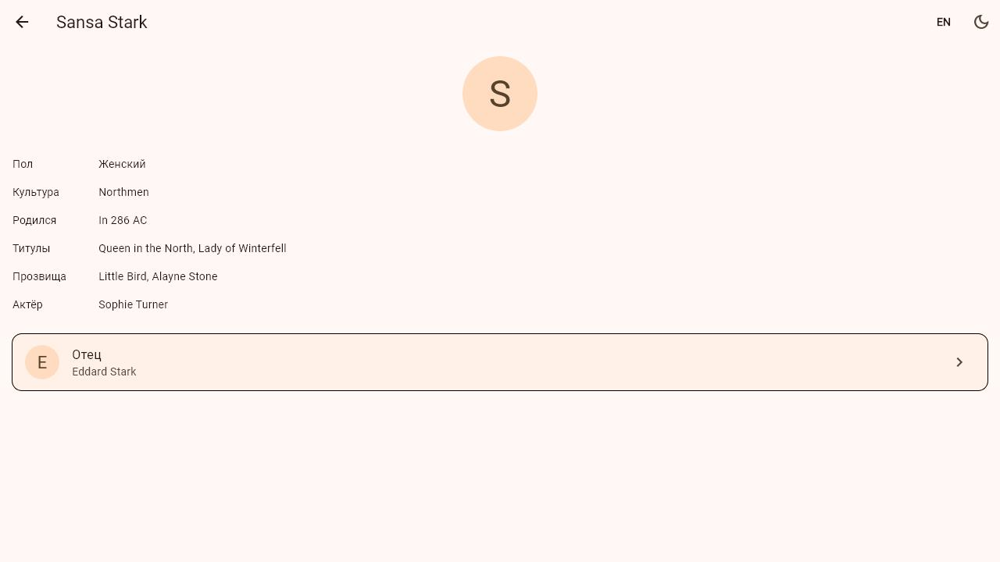 Sansa Stark EN
S
Пол Женский
Культура Northmen
Родился In 286 AC
Титулы Queen in the North, Lady of Winterfell
Прозвища Little Bird, Alayne Stone
Актёр Sophie Turner
E
Отец
Eddard Stark